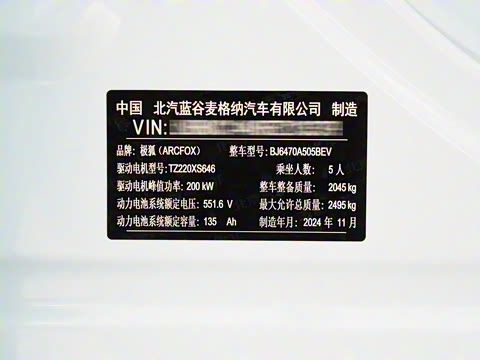 中国 北汽蓝谷麦格纳汽车有限公司 制造
VIN:
品牌: 极狐 (ARCFOX) 整车型号: BJ6470A505BEV
驱动电机型号: TZ220XS646 乘坐人数: 5 人
驱动电机峰值功率: 200 kW 整车整备质量: 2045 kg
动力电池系统额定电压: 551.6 V 最大允许总质量: 2495 kg
动力电池系统额定容量: 135 Ah 制造年月: 2024 年 11 月